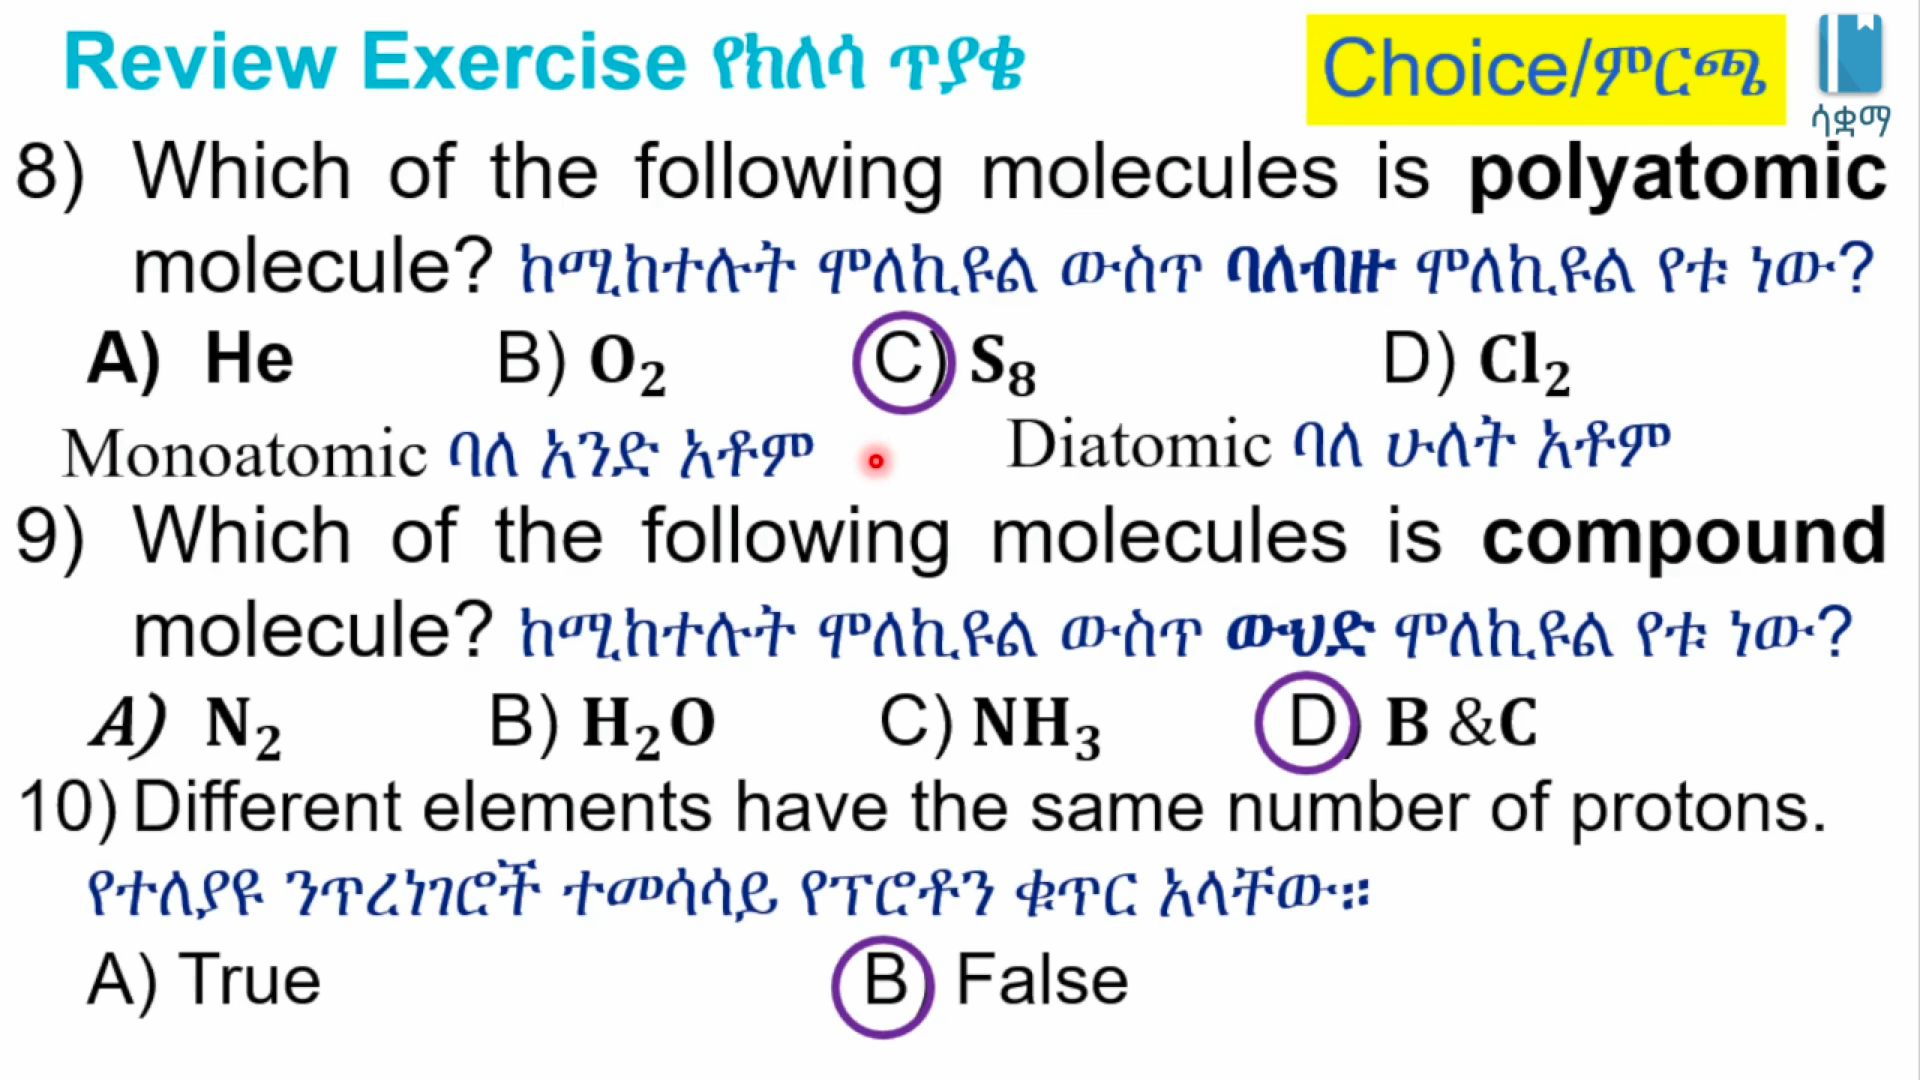 Review Exercise የክለሳ ጥያቄ
Choice/ምርጫ
ሳቋማ
8) Which of the following molecules is polyatomic
molecule? ከሚከተሉት ሞለኪዩል ውስጥ ባለብዙ ሞለኪዩል የቱ ነው?
A) He B) O₂ C) S₈ D) Cl₂
Monoatomic ባለ አንድ አቶም Diatomic ባለ ሁለት አቶም
9) Which of the following molecules is compound
molecule? ከሚከተሉት ሞለኪዩል ውስጥ ውህድ ሞለኪዩል የቱ ነው?
A) N₂ B) H₂O C) NH₃ D) B &C
10) Different elements have the same number of protons.
የተለያዩ ንጥረነገሮች ተመሳሳይ የፕሮቶን ቁጥር አላቸው።
A) True B) False